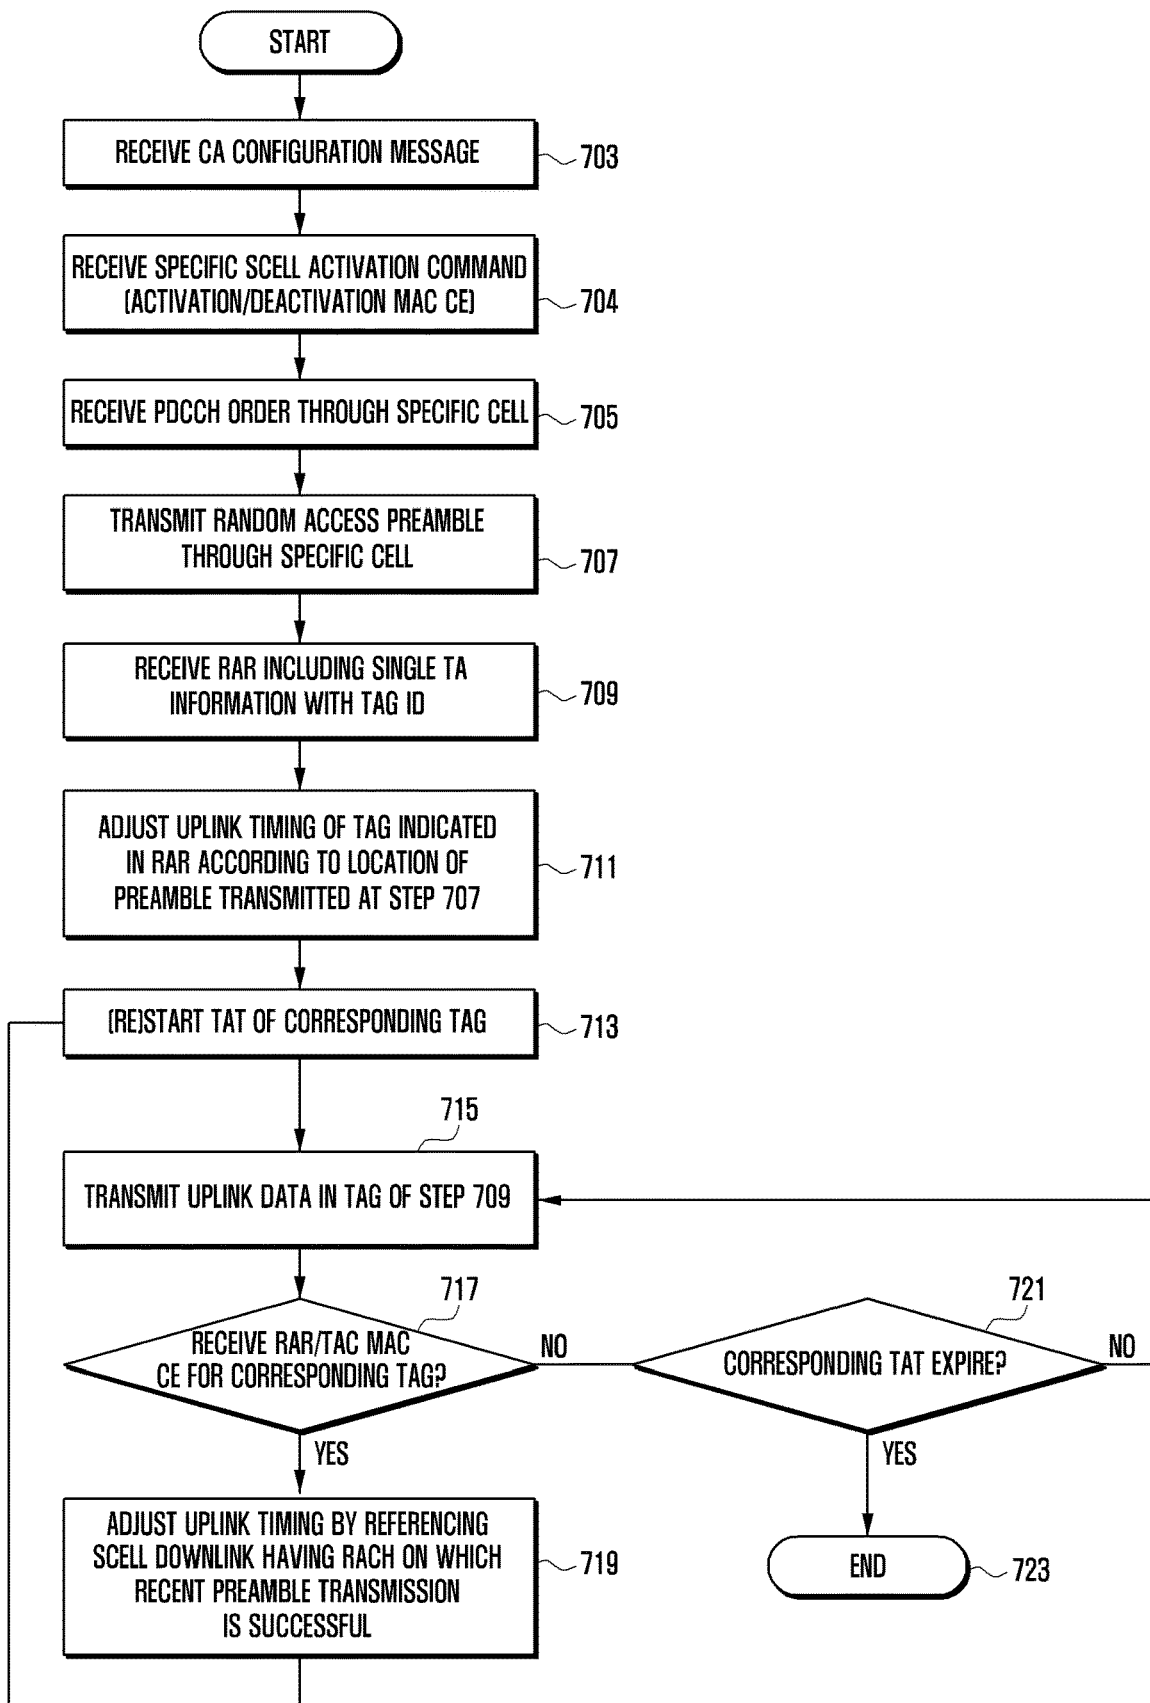 START
RECEIVE CA CONFIGURATION MESSAGE
703
RECEIVE SPECIFIC SCELL ACTIVATION COMMAND
(ACTIVATION/DEACTIVATION MAC CE)
704
RECEIVE PDCCH ORDER THROUGH SPECIFIC CELL
705
TRANSMIT RANDOM ACCESS PREAMBLE
THROUGH SPECIFIC CELL
707
RECEIVE RAR INCLUDING SINGLE TA
INFORMATION WITH TAG ID
709
ADJUST UPLINK TIMING OF TAG INDICATED
IN RAR ACCORDING TO LOCATION OF
PREAMBLE TRANSMITTED AT STEP 707
711
(RE)START TAT OF CORRESPONDING TAG
713
715
TRANSMIT UPLINK DATA IN TAG OF STEP 709
717
RECEIVE RAR/TAC MAC
CE FOR CORRESPONDING TAG?
NO
721
CORRESPONDING TAT EXPIRE?
NO
YES
YES
ADJUST UPLINK TIMING BY REFERENCING
SCELL DOWNLINK HAVING RACH ON WHICH
RECENT PREAMBLE TRANSMISSION
IS SUCCESSFUL
719
END
723